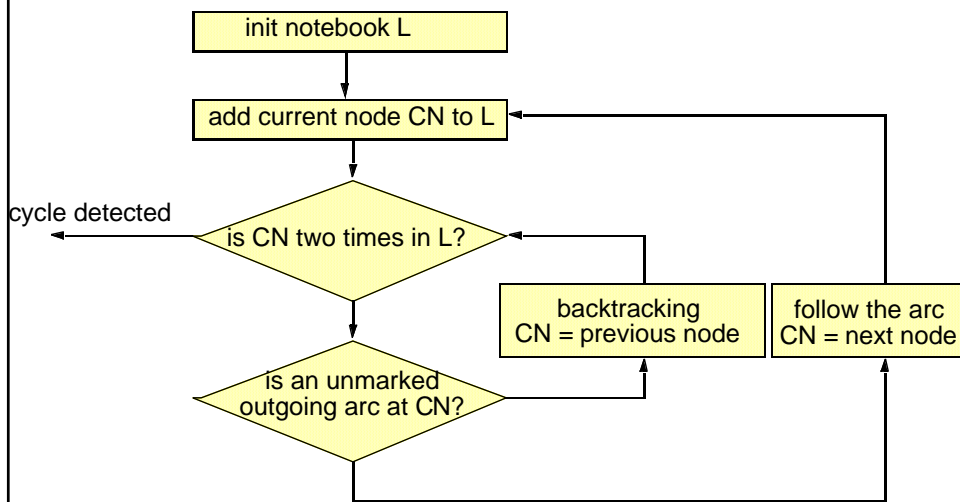 init notebook L
add current node CN to L
cycle detected
is CN two times in L?
backtracking
CN = previous node
follow the arc
CN = next node
is an unmarked
outgoing arc at CN?